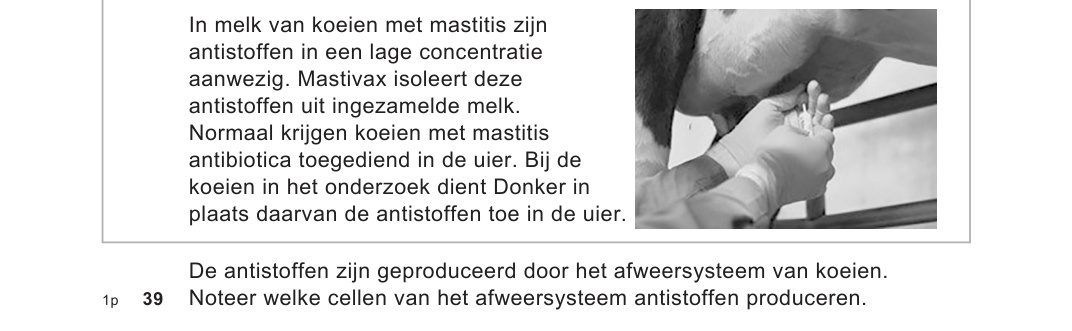 In melk van koeien met mastitis zijn
antistoffen in een lage concentratie
aanwezig. Mastivax isoleert deze
antistoffen uit ingezamelde melk.
Normaal krijgen koeien met mastitis
antibiotica toegediend in de uier. Bij de
koeien in het onderzoek dient Donker in
plaats daarvan de antistoffen toe in de uier.
De antistoffen zijn geproduceerd door het afweersysteem van koeien.
1p 39 Noteer welke cellen van het afweersysteem antistoffen produceren.